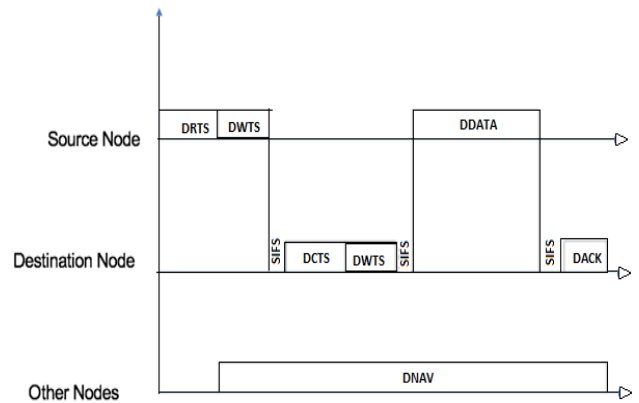 DRTS DWTS DDATA
Source Node
SIFS DCTS DWTS SIFS SIFS DACK
Destination Node
DNAV
Other Nodes